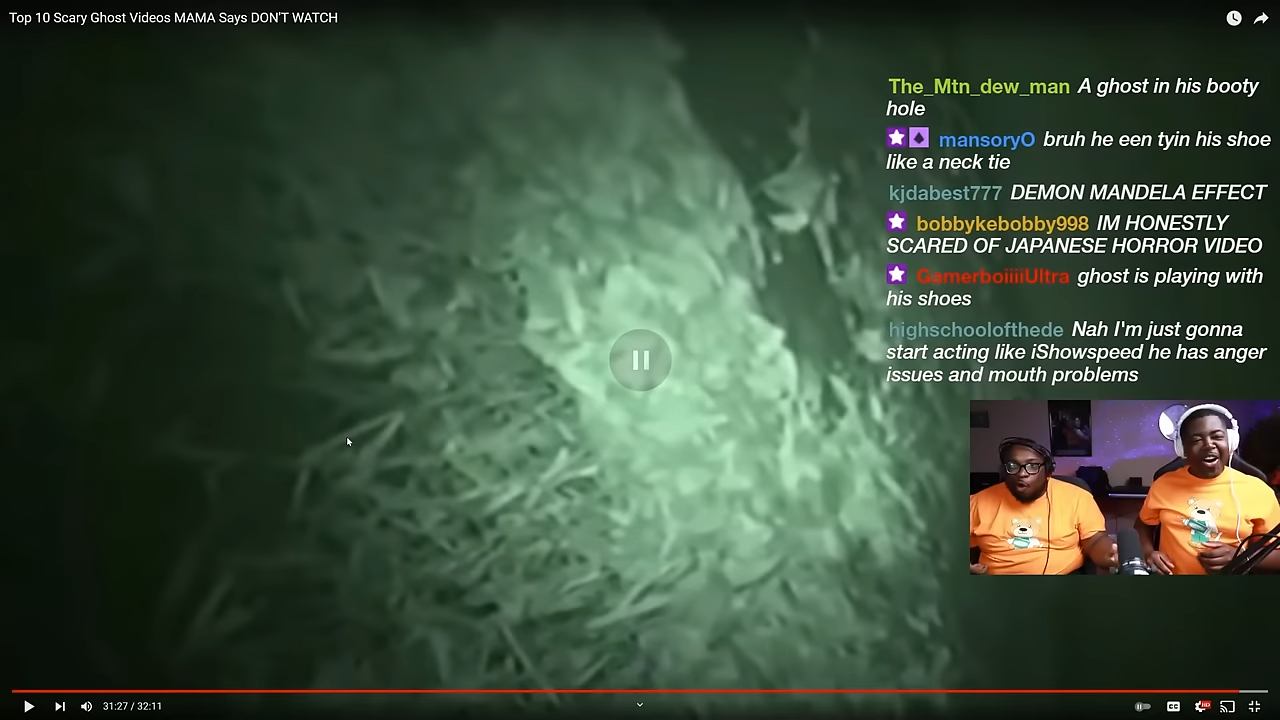 Top 10 Scary Ghost Videos MAMA Says DON'T WATCH
The_Mtn_dew_man A ghost in his booty
hole
mansoryO bruh he een tyin his shoe
like a neck tie
kjdabest777 DEMON MANDELA EFFECT
bobbykebobby998 IM HONESTLY
SCARED OF JAPANESE HORROR VIDEO
GamerboiiiiUltra ghost is playing with
his shoes
highschoolofthede Nah I'm just gonna
start acting like iShowspeed he has anger
issues and mouth problems
31:27 / 32:11
CC
HD